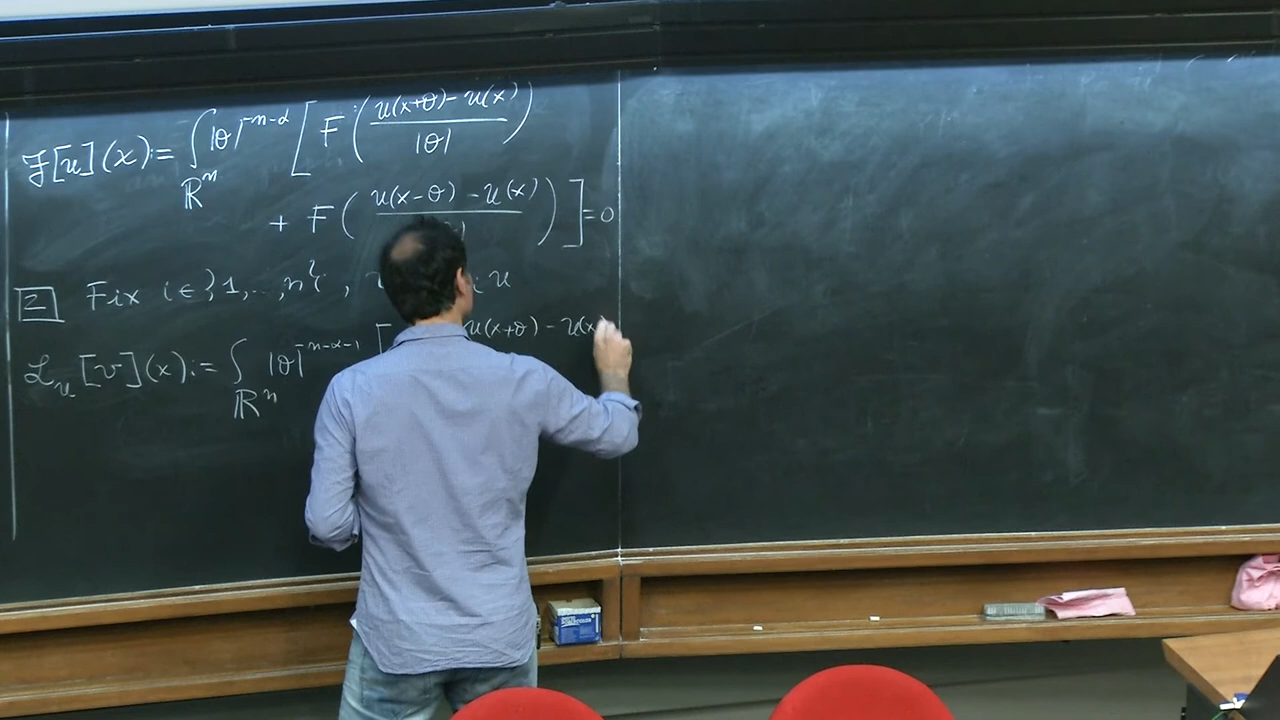 F[u](x):= ∫_{ℝⁿ} |θ|^{-n-α} [ F( (u(x+θ) - u(x)) / |θ| )
+ F( (u(x-θ) - u(x)) / |θ| ) ] = 0
2 Fix i∈{1,..,n}, u
L_u[v](x):= ∫_{ℝⁿ} |θ|^{-n-α-1} [ u(x+θ) - u(x